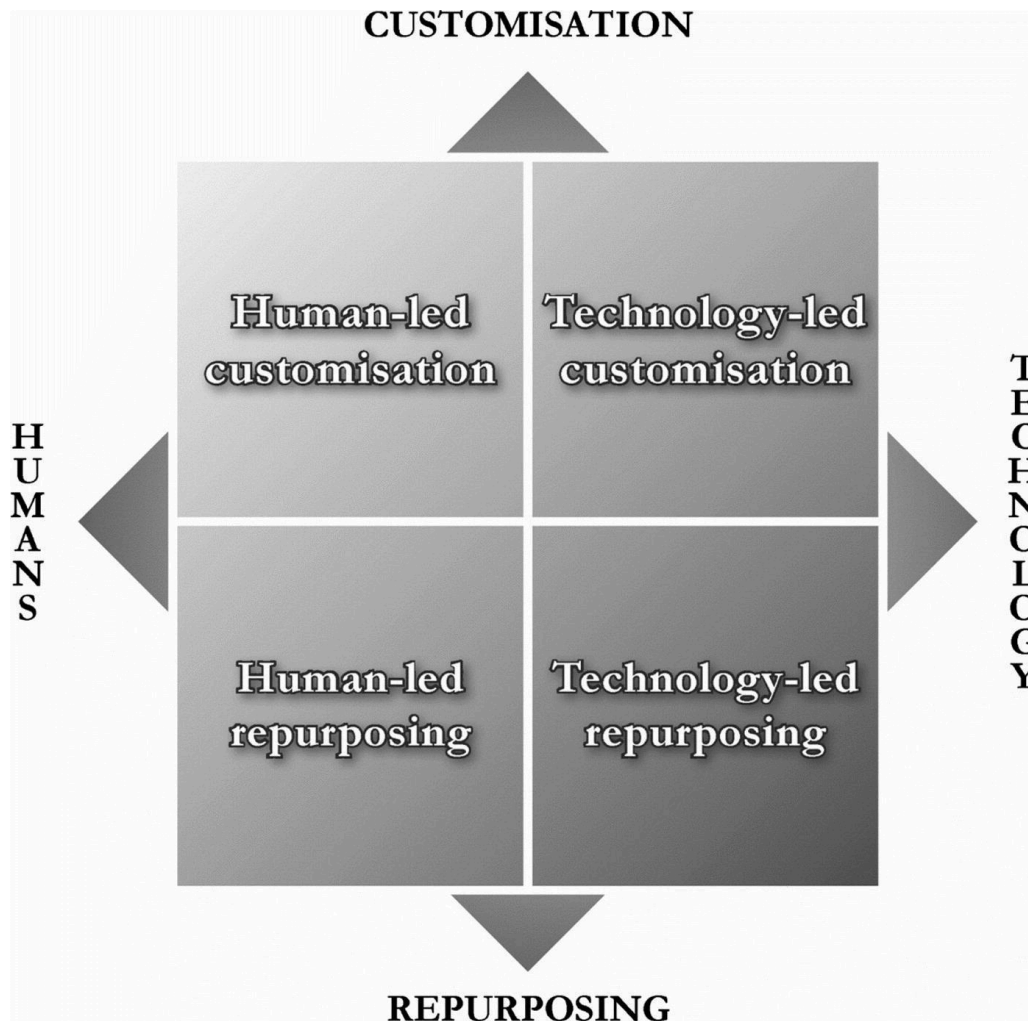 CUSTOMISATION
Human-led
customisation
Technology-led
customisation
HUMANS
TECHNOLOGY
Human-led
repurposing
Technology-led
repurposing
REPURPOSING